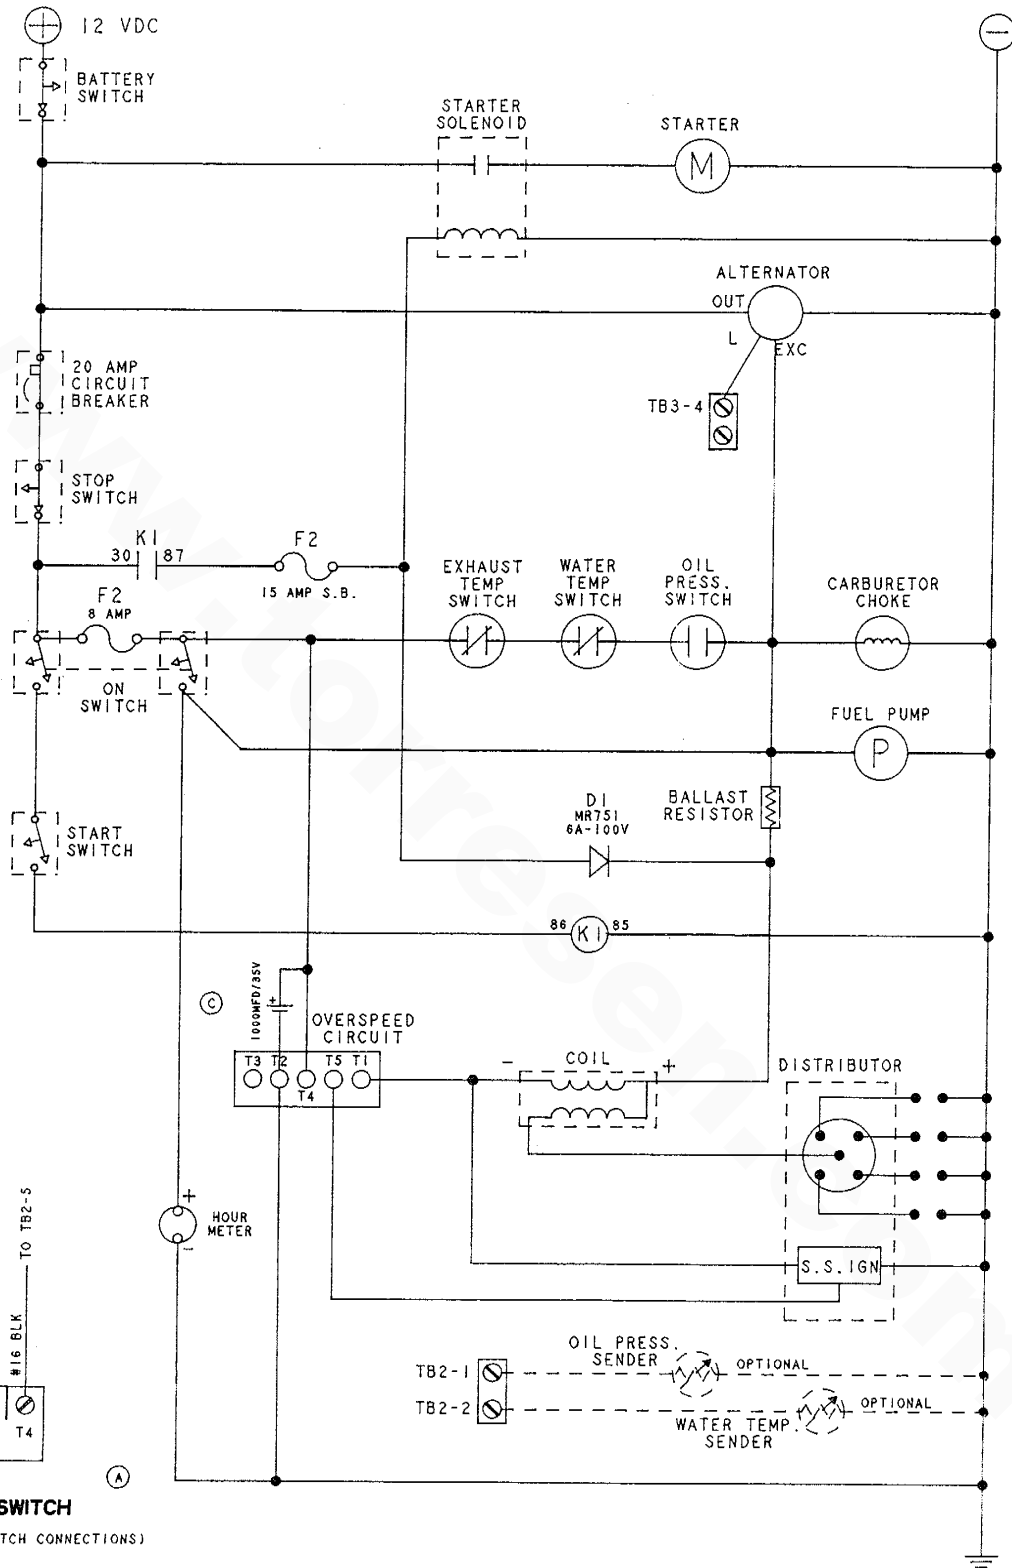 12 VDC
BATTERY
SWITCH
STARTER
SOLENOID
STARTER
M
ALTERNATOR
OUT
L
EXC
20 AMP
CIRCUIT
BREAKER
TB3-4
STOP
SWITCH
K1
30
87
F2
15 AMP S.B.
EXHAUST
TEMP
SWITCH
WATER
TEMP
SWITCH
OIL
PRESS.
SWITCH
CARBURETOR
CHOKE
F2
8 AMP
ON
SWITCH
FUEL PUMP
P
D1
MR751
6A-100V
BALLAST
RESISTOR
START
SWITCH
86
K1
85
C
1000MFD/35V
+
OVERSPEED
CIRCUIT
T3 T2 T5 T1
T4
- COIL +
DISTRIBUTOR
+
HOUR
METER
-
S.S.IGN
TO TB2-5
#16 BLK
T4
OIL PRESS.
SENDER
OPTIONAL
TB2-1
TB2-2
OPTIONAL
WATER TEMP.
SENDER
A
SWITCH
TCH CONNECTIONS)
www.torresen.com